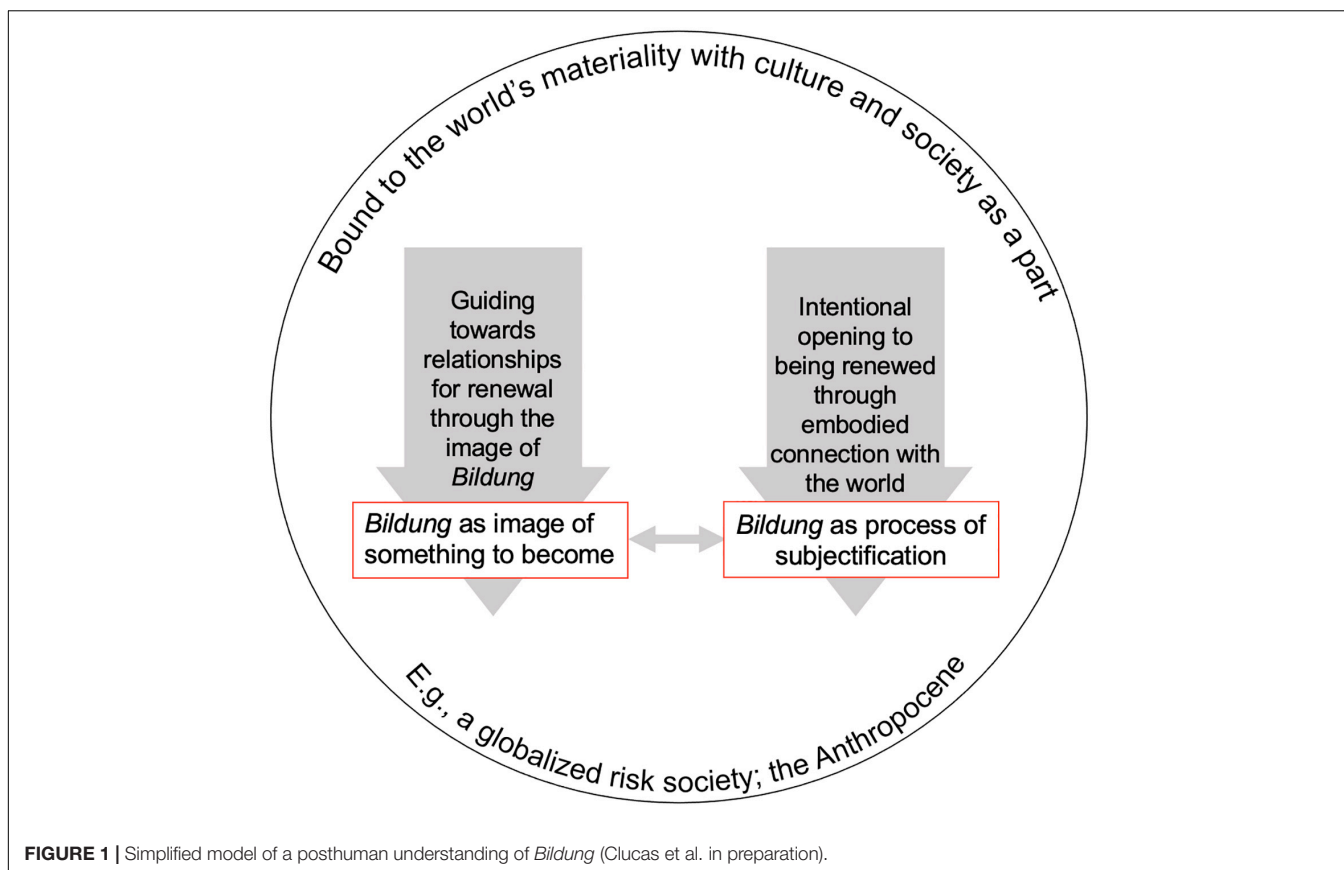 Bound to the world's materiality with culture and society as a part
Guiding
towards
relationships
for renewal
through the
image of
Bildung
Intentional
opening to
being renewed
through
embodied
connection with
the world
Bildung as image of
something to become
Bildung as process of
subjectification
E.g., a globalized risk society; the Anthropocene
FIGURE 1 | Simplified model of a posthuman understanding of Bildung (Clucas et al. in preparation).